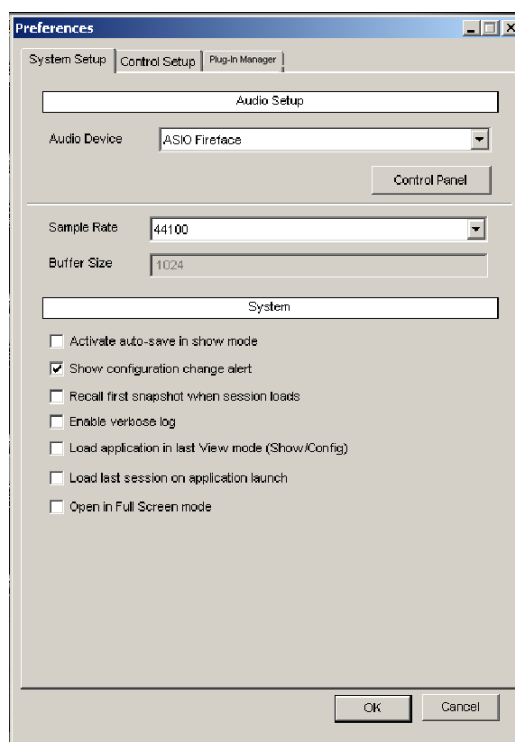 Preferences
System Setup Control Setup Plug-In Manager
Audio Setup
Audio Device ASIO Fireface
Control Panel
Sample Rate 44100
Buffer Size 1024
System
Activate auto-save in show mode
Show configuration change alert
Recall first snapshot when session loads
Enable verbose log
Load application in last View mode (Show/Config)
Load last session on application launch
Open in Full Screen mode
OK Cancel